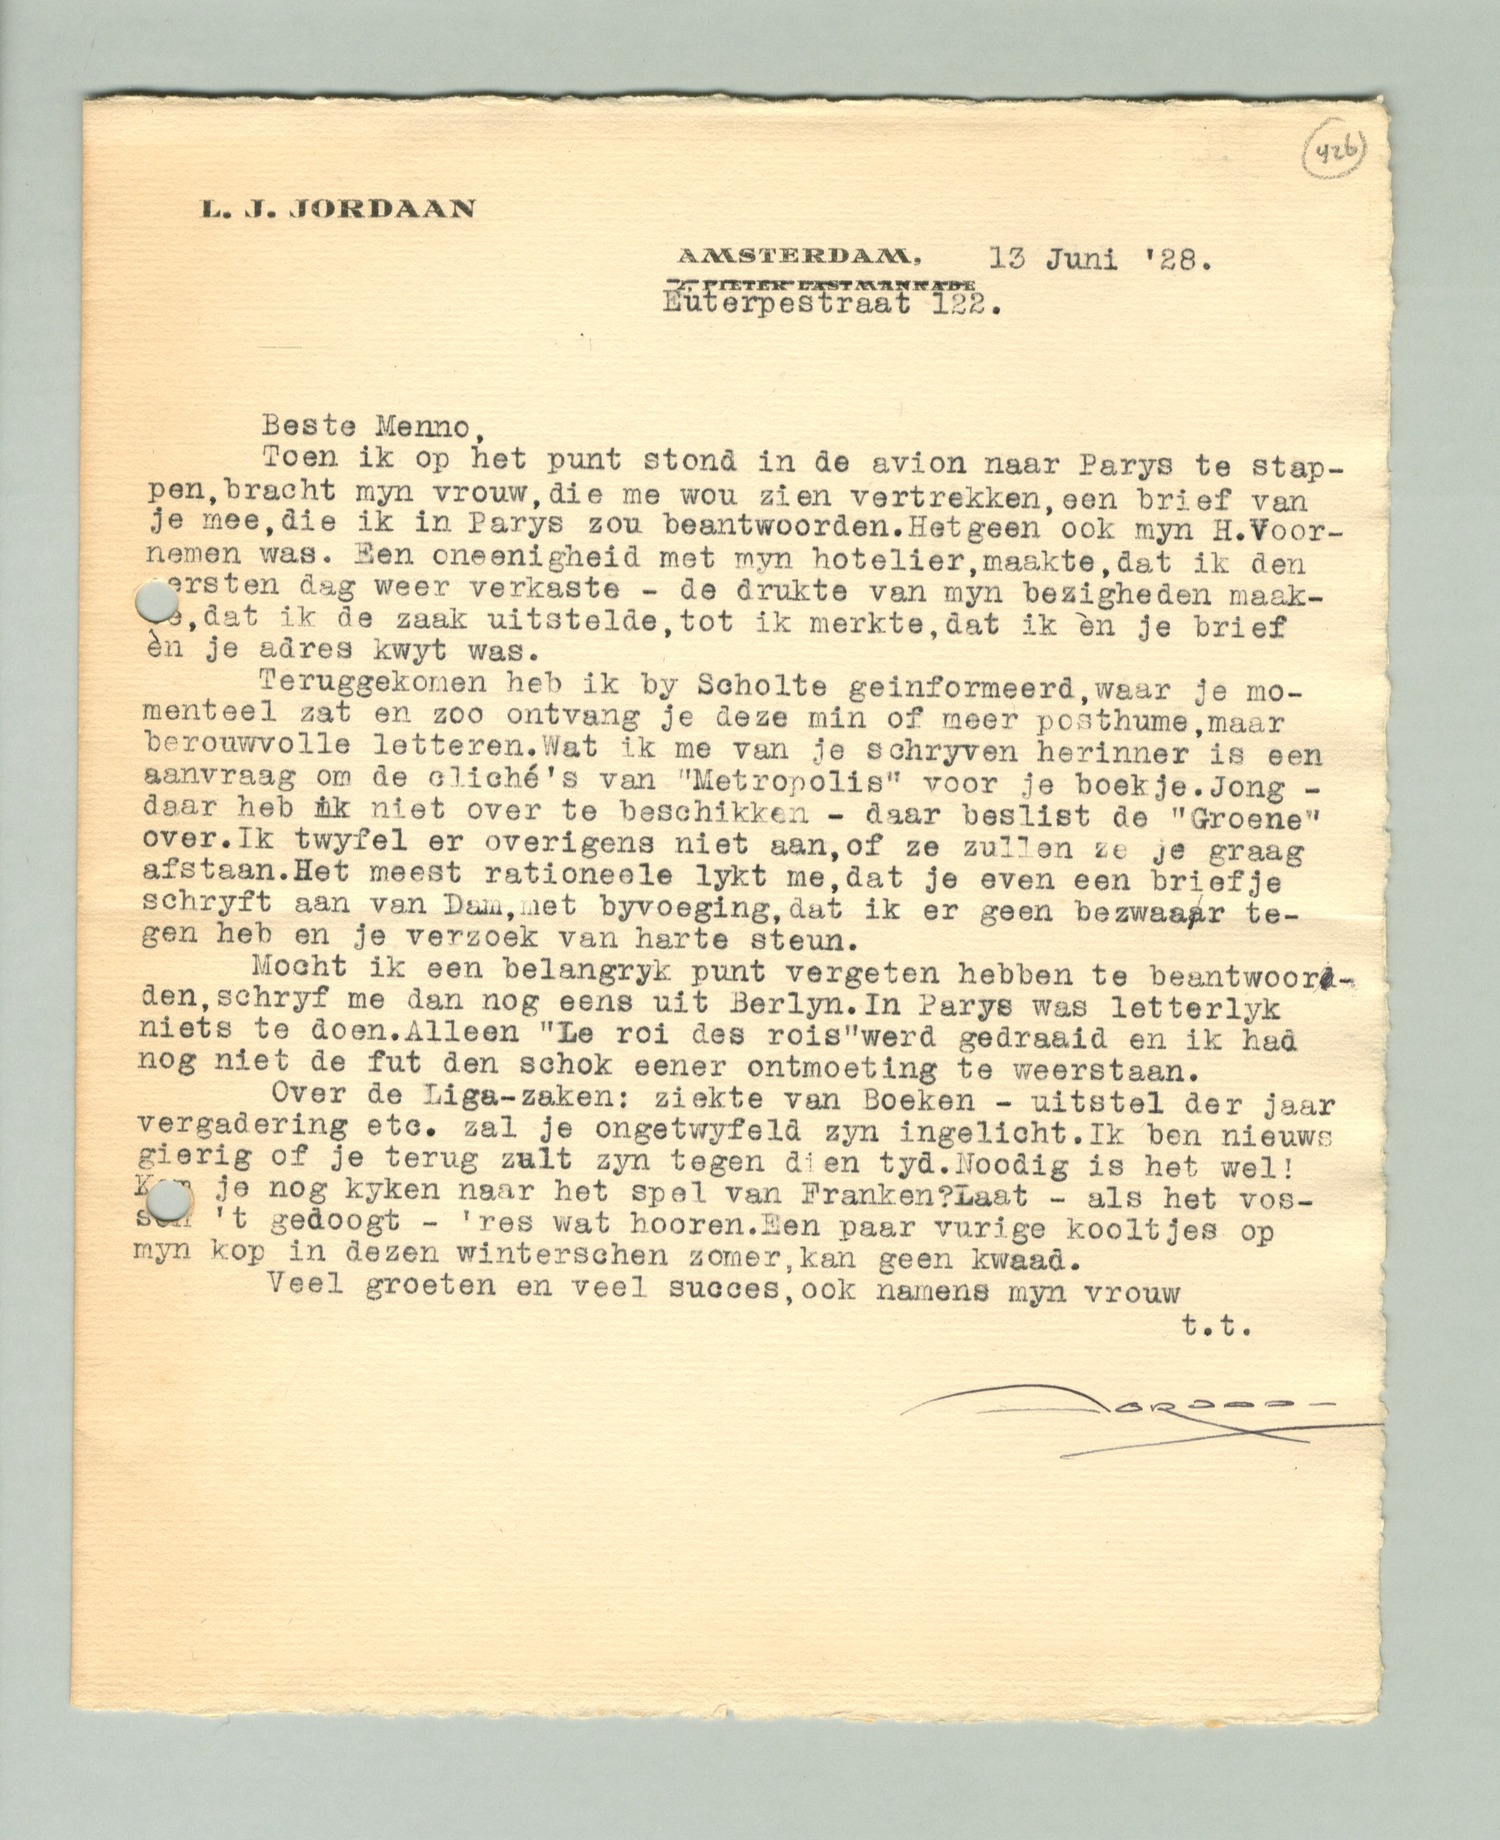 426
L. J. JORDAAN
AMSTERDAM, 13 Juni '28.
2. PIETER LASTMANKADE
Euterpestraat 122.
Beste Menno,
Toen ik op het punt stond in de avion naar Parys te stap-
pen,bracht myn vrouw,die me wou zien vertrekken,een brief van
je mee,die ik in Parys zou beantwoorden.Hetgeen ook myn H.Voor-
nemen was. Een oneenigheid met myn hotelier,maakte,dat ik den
eersten dag weer verkaste - de drukte van myn bezigheden maak-
te,dat ik de zaak uitstelde,tot ik merkte,dat ik èn je brief
èn je adres kwyt was.
Teruggekomen heb ik by Scholte geinformeerd,waar je mo-
menteel zat en zoo ontvang je deze min of meer posthume,maar
berouwvolle letteren.Wat ik me van je schryven herinner is een
aanvraag om de cliché's van "Metropolis" voor je boekje.Jong -
daar heb ik niet over te beschikken - daar beslist de "Groene"
over.Ik twyfel er overigens niet aan,of ze zullen ze je graag
afstaan.Het meest rationeele lykt me,dat je even een briefje
schryft aan van Dam,met byvoeging,dat ik er geen bezwaar te-
gen heb en je verzoek van harte steun.
Mocht ik een belangryk punt vergeten hebben te beantwoor-
den,schryf me dan nog eens uit Berlyn.In Parys was letterlyk
niets te doen.Alleen "Le roi des rois"werd gedraaid en ik had
nog niet de fut den schok eener ontmoeting te weerstaan.
Over de Liga-zaken: ziekte van Boeken - uitstel der jaar
vergadering etc. zal je ongetwyfeld zyn ingelicht.Ik ben nieuws
gierig of je terug zult zyn tegen dien tyd.Noodig is het wel!
Kom je nog kyken naar het spel van Franken?Laat - als het vos-
sen 't gedoogt - 'res wat hooren.Een paar vurige kooltjes op
myn kop in dezen winterschen zomer,kan geen kwaad.
Veel groeten en veel succes,ook namens myn vrouw
t.t.
JORDAAN